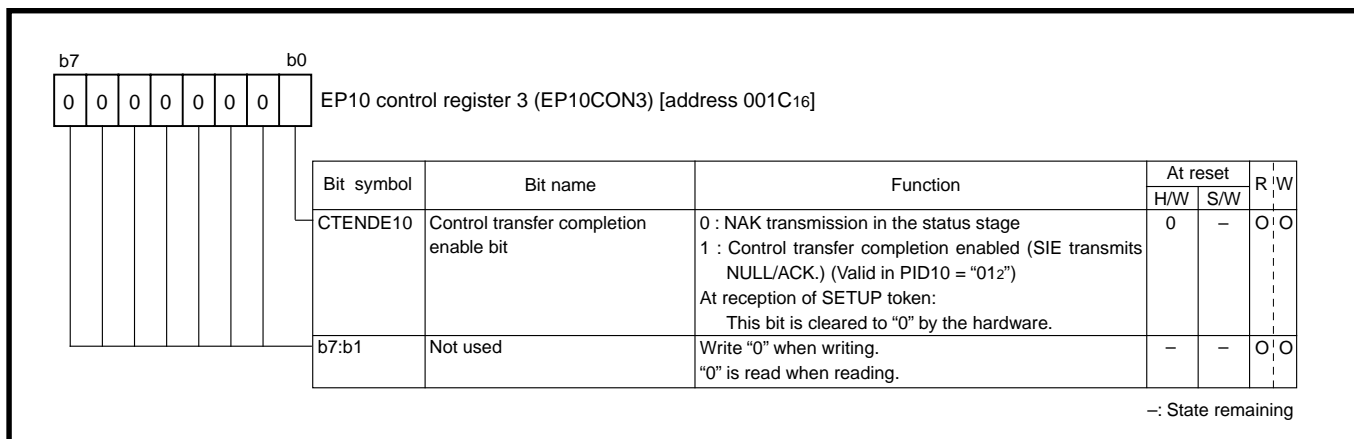 b7 b0
0 0 0 0 0 0 0
EP10 control register 3 (EP10CON3) [address 001C16]
Bit symbol Bit name Function At reset R W
H/W S/W
CTENDE10 Control transfer completion 0 : NAK transmission in the status stage 0 – O O
enable bit 1 : Control transfer completion enabled (SIE transmits
NULL/ACK.) (Valid in PID10 = “012”)
At reception of SETUP token:
This bit is cleared to “0” by the hardware.
b7:b1 Not used Write “0” when writing. – – O O
“0” is read when reading.
–: State remaining